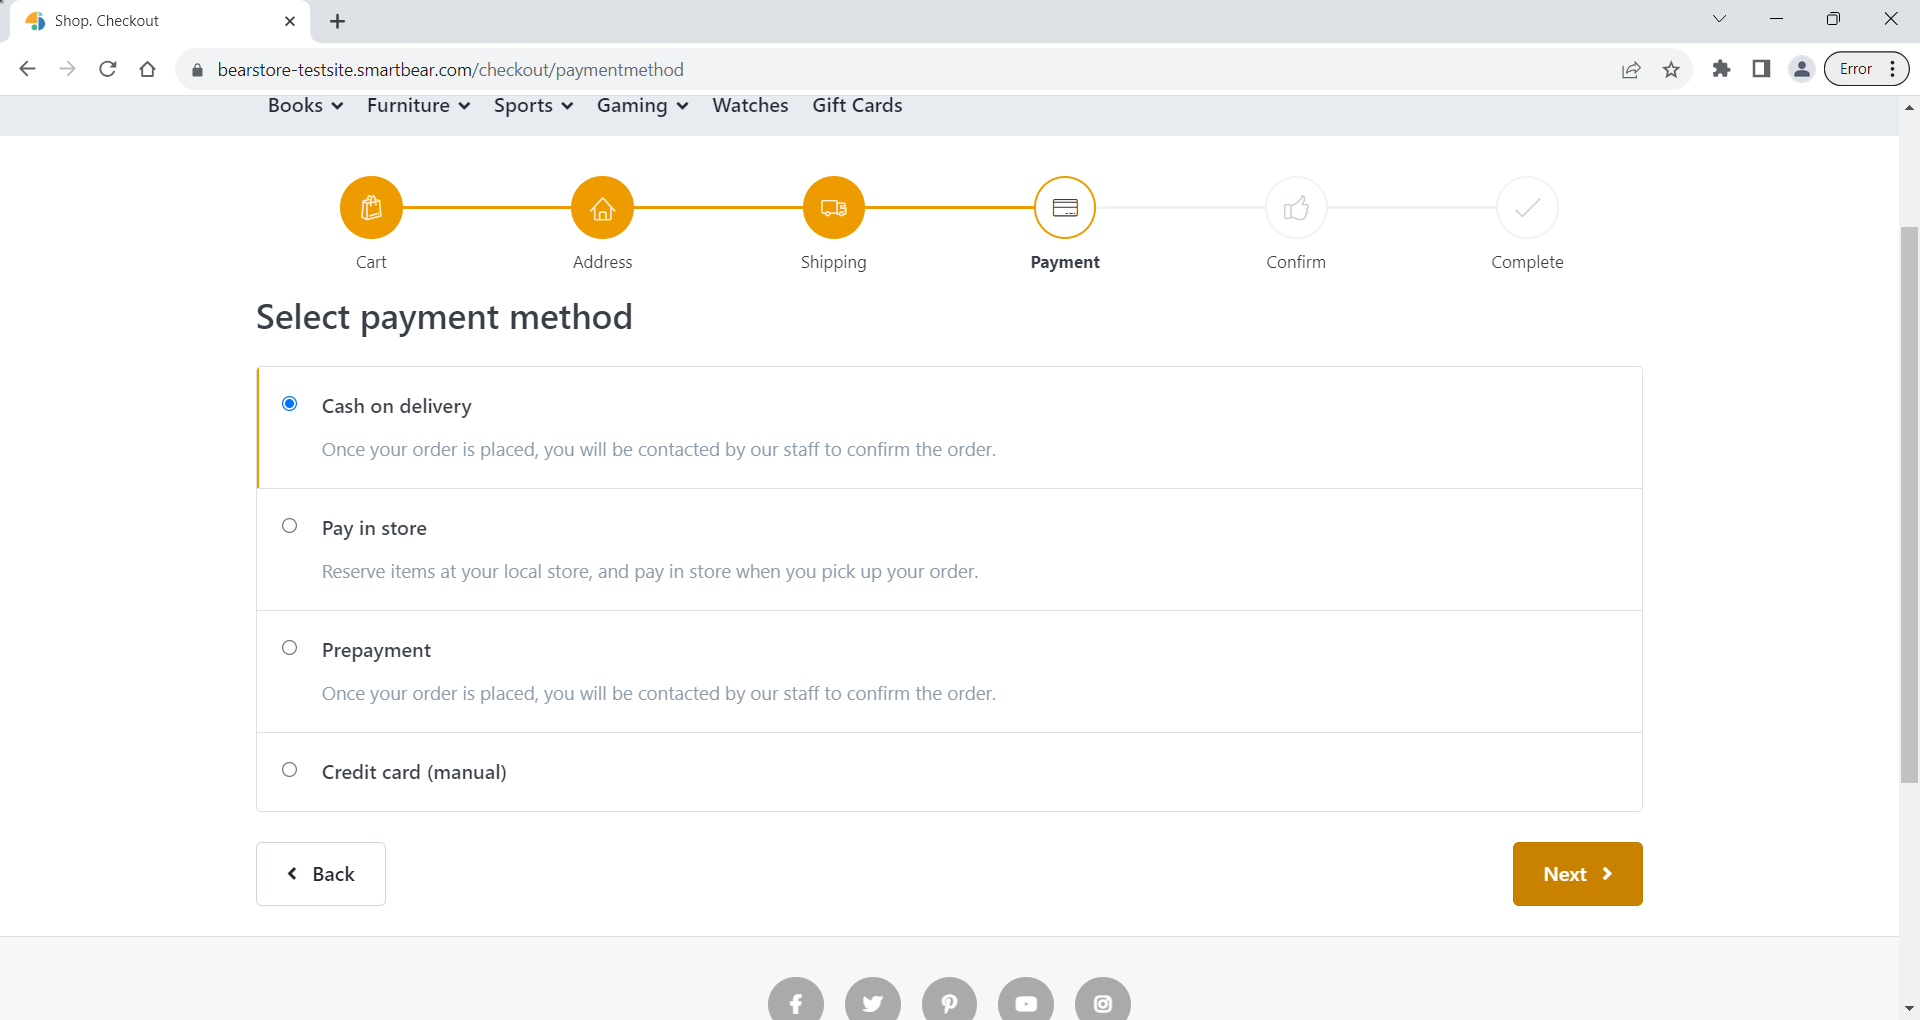 Shop. Checkout
bearstore-testsite.smartbear.com/checkout/paymentmethod
Error
Books Furniture Sports Gaming Watches Gift Cards
Cart Address Shipping Payment Confirm Complete
Select payment method
Cash on delivery
Once your order is placed, you will be contacted by our staff to confirm the order.
Pay in store
Reserve items at your local store, and pay in store when you pick up your order.
Prepayment
Once your order is placed, you will be contacted by our staff to confirm the order.
Credit card (manual)
Back Next